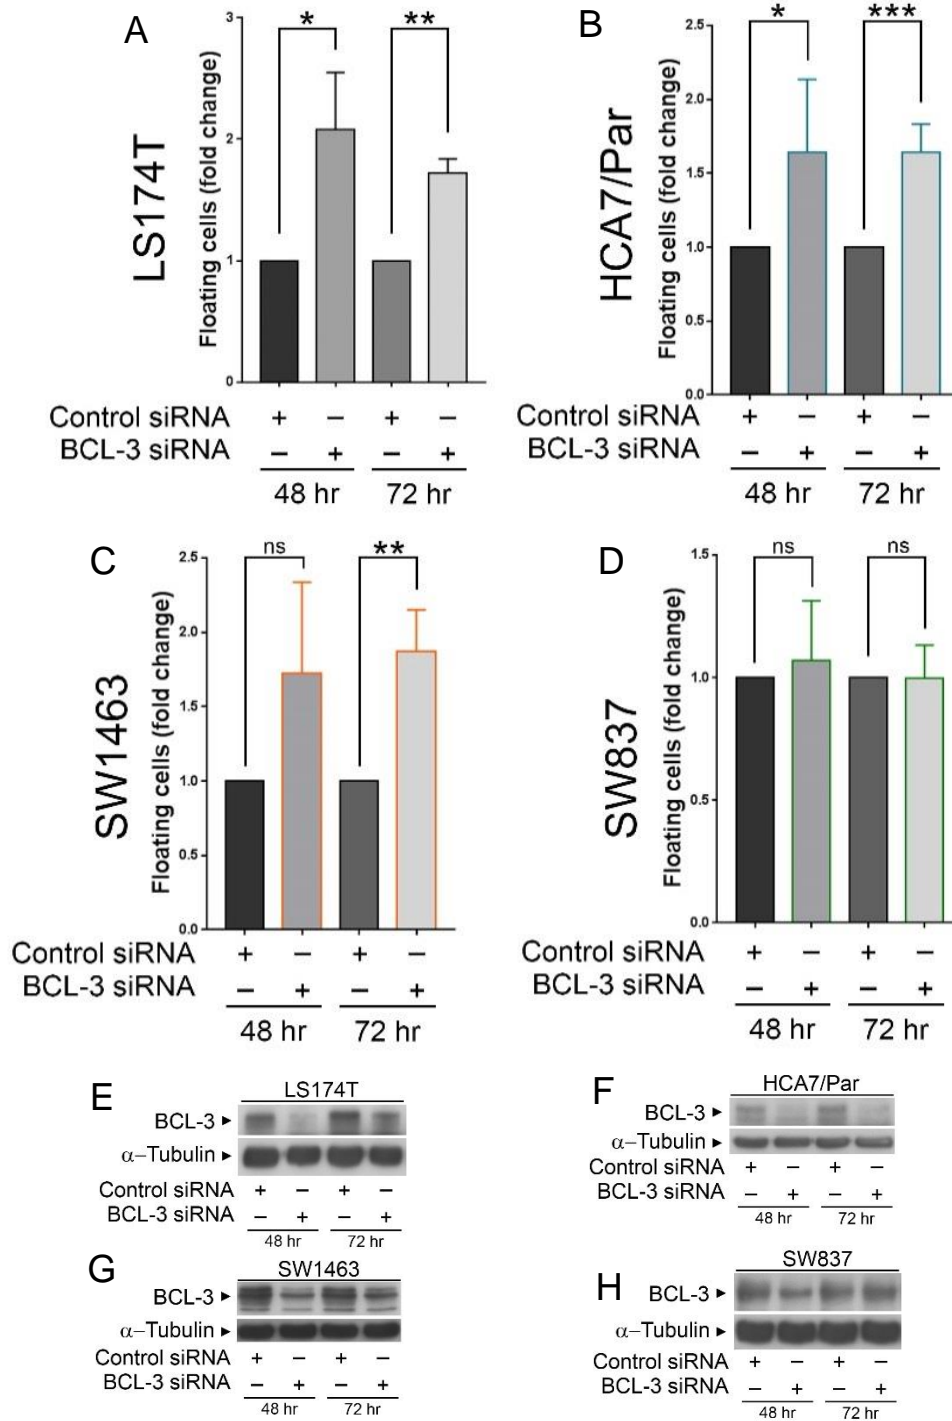 A
LS174T
Floating cells (fold change)
3
2
1
0
* **
Control siRNA + − + −
BCL-3 siRNA − + − +
48 hr 72 hr
B
HCA7/Par
Floating cells (fold change)
2.5
2.0
1.5
1.0
0.5
0.0
* ***
Control siRNA + − + −
BCL-3 siRNA − + − +
48 hr 72 hr
C
SW1463
Floating cells (fold change)
2.5
2.0
1.5
1.0
0.5
0.0
ns **
Control siRNA + − + −
BCL-3 siRNA − + − +
48 hr 72 hr
D
SW837
Floating cells (fold change)
1.5
1.0
0.5
0.0
ns ns
Control siRNA + − + −
BCL-3 siRNA − + − +
48 hr 72 hr
E
LS174T
BCL-3 ►
α−Tubulin ►
Control siRNA + − + −
BCL-3 siRNA − + − +
48 hr 72 hr
F
HCA7/Par
BCL-3 ►
α−Tubulin ►
Control siRNA + − + −
BCL-3 siRNA − + − +
48 hr 72 hr
G
SW1463
BCL-3 ►
α−Tubulin ►
Control siRNA + − + −
BCL-3 siRNA − + − +
48 hr 72 hr
H
SW837
BCL-3 ►
α−Tubulin ►
Control siRNA + − + −
BCL-3 siRNA − + − +
48 hr 72 hr